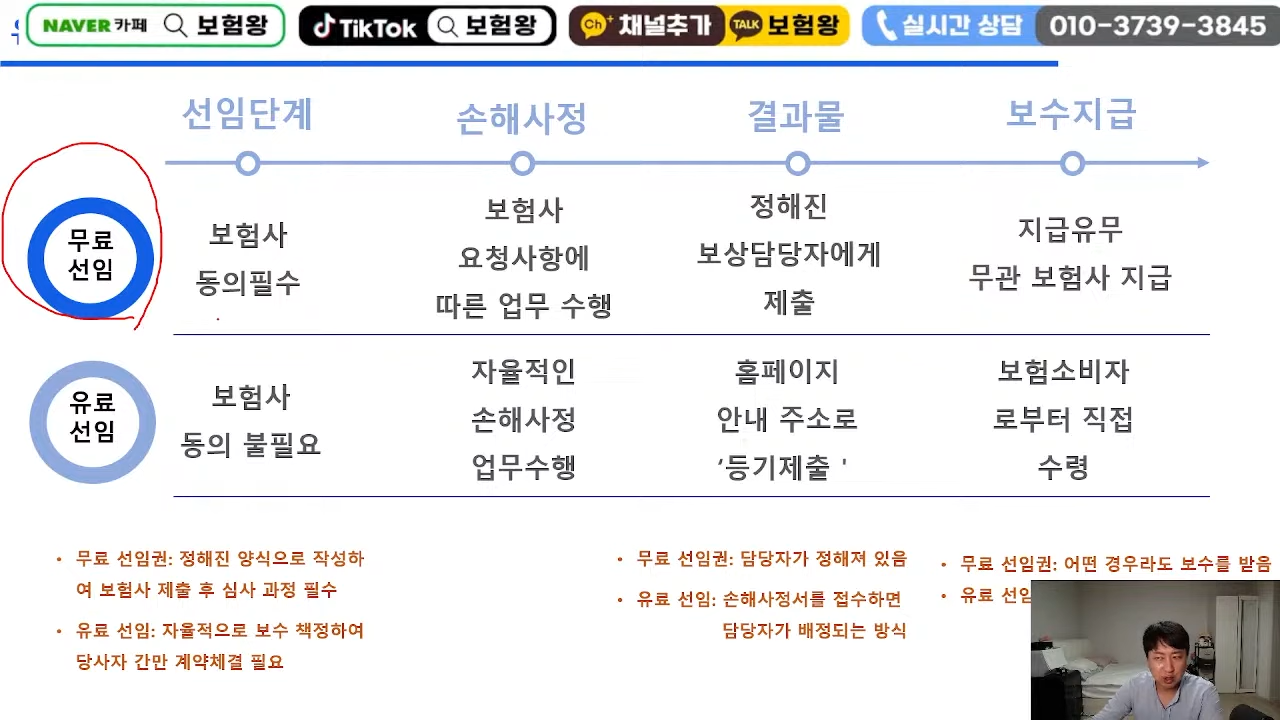 NAVER 카페 보험왕
TikTok 보험왕
Ch+ 채널추가 TALK 보험왕
실시간 상담 010-3739-3845
선임단계
손해사정
결과물
보수지급
무료
선임
보험사
동의필수
보험사
요청사항에
따른 업무 수행
정해진
보상담당자에게
제출
지급유무
무관 보험사 지급
유료
선임
보험사
동의 불필요
자율적인
손해사정
업무수행
홈페이지
안내 주소로
‘등기제출 '
보험소비자
로부터 직접
수령
• 무료 선임권: 정해진 양식으로 작성하
여 보험사 제출 후 심사 과정 필수
• 유료 선임: 자율적으로 보수 책정하여
당사자 간만 계약체결 필요
• 무료 선임권: 담당자가 정해져 있음
• 유료 선임: 손해사정서를 접수하면
담당자가 배정되는 방식
• 무료 선임권: 어떤 경우라도 보수를 받음
• 유료 선임